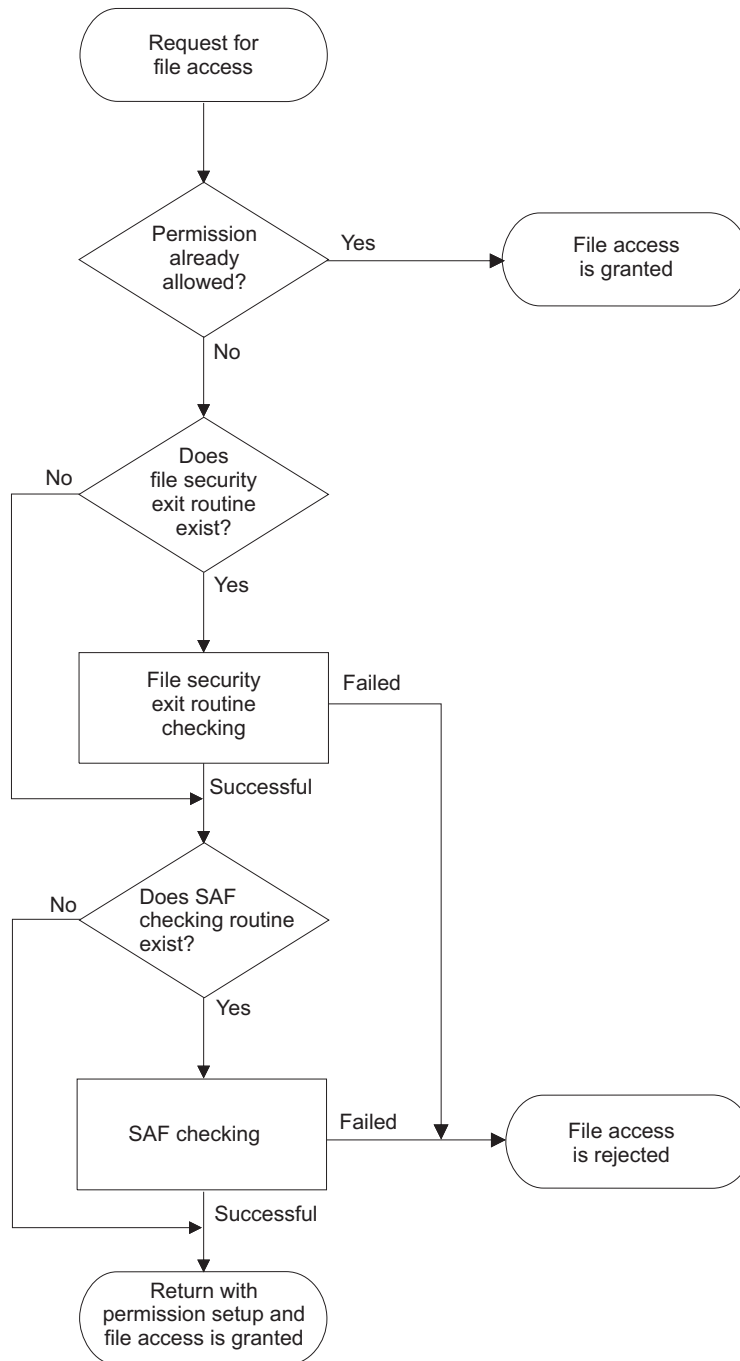 Request for
file access
Permission
already
allowed?
Yes
File access
is granted
No
Does
file security
exit routine
exist?
No
Yes
File security
exit routine
checking
Failed
Successful
Does SAF
checking routine
exist?
No
Yes
SAF checking
Failed
File access
is rejected
Successful
Return with
permission setup and
file access is granted